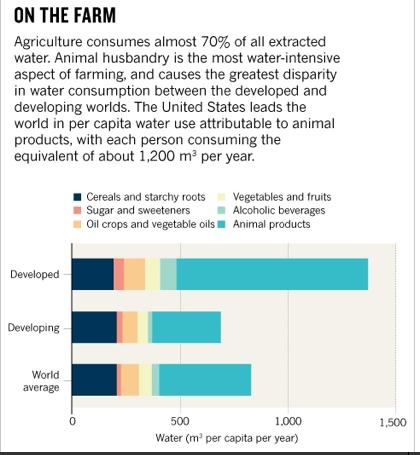 ON THE FARM
Agriculture consumes almost 70% of all extracted
water. Animal husbandry is the most water-intensive
aspect of farming, and causes the greatest disparity
in water consumption between the developed and
developing worlds. The United States leads the
world in per capita water use attributable to animal
products, with each person consuming the
equivalent of about 1,200 m³ per year.
Cereals and starchy roots
Vegetables and fruits
Sugar and sweeteners
Alcoholic beverages
Oil crops and vegetable oils
Animal products
Developed
Developing
World
average
0 500 1,000 1,500
Water (m³ per capita per year)